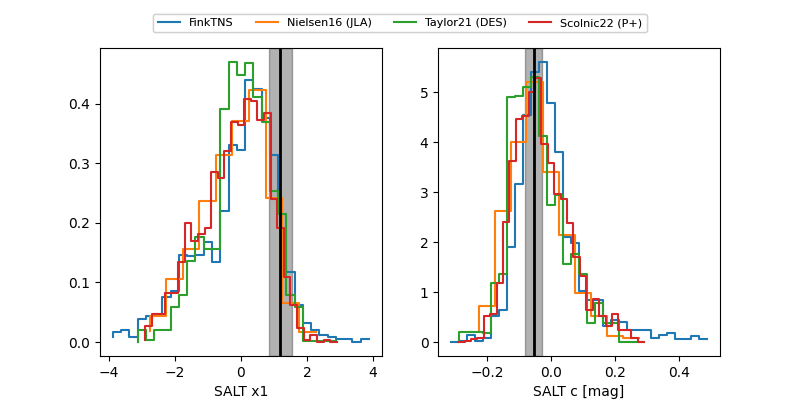 FinkTNS Nielsen16 (JLA) Taylor21 (DES) Scolnic22 (P+)
0.4
0.3
0.2
0.1
0.0
−4 −2 0 2 4
SALT x1
5
4
3
2
1
0
−0.2 0.0 0.2 0.4
SALT c [mag]